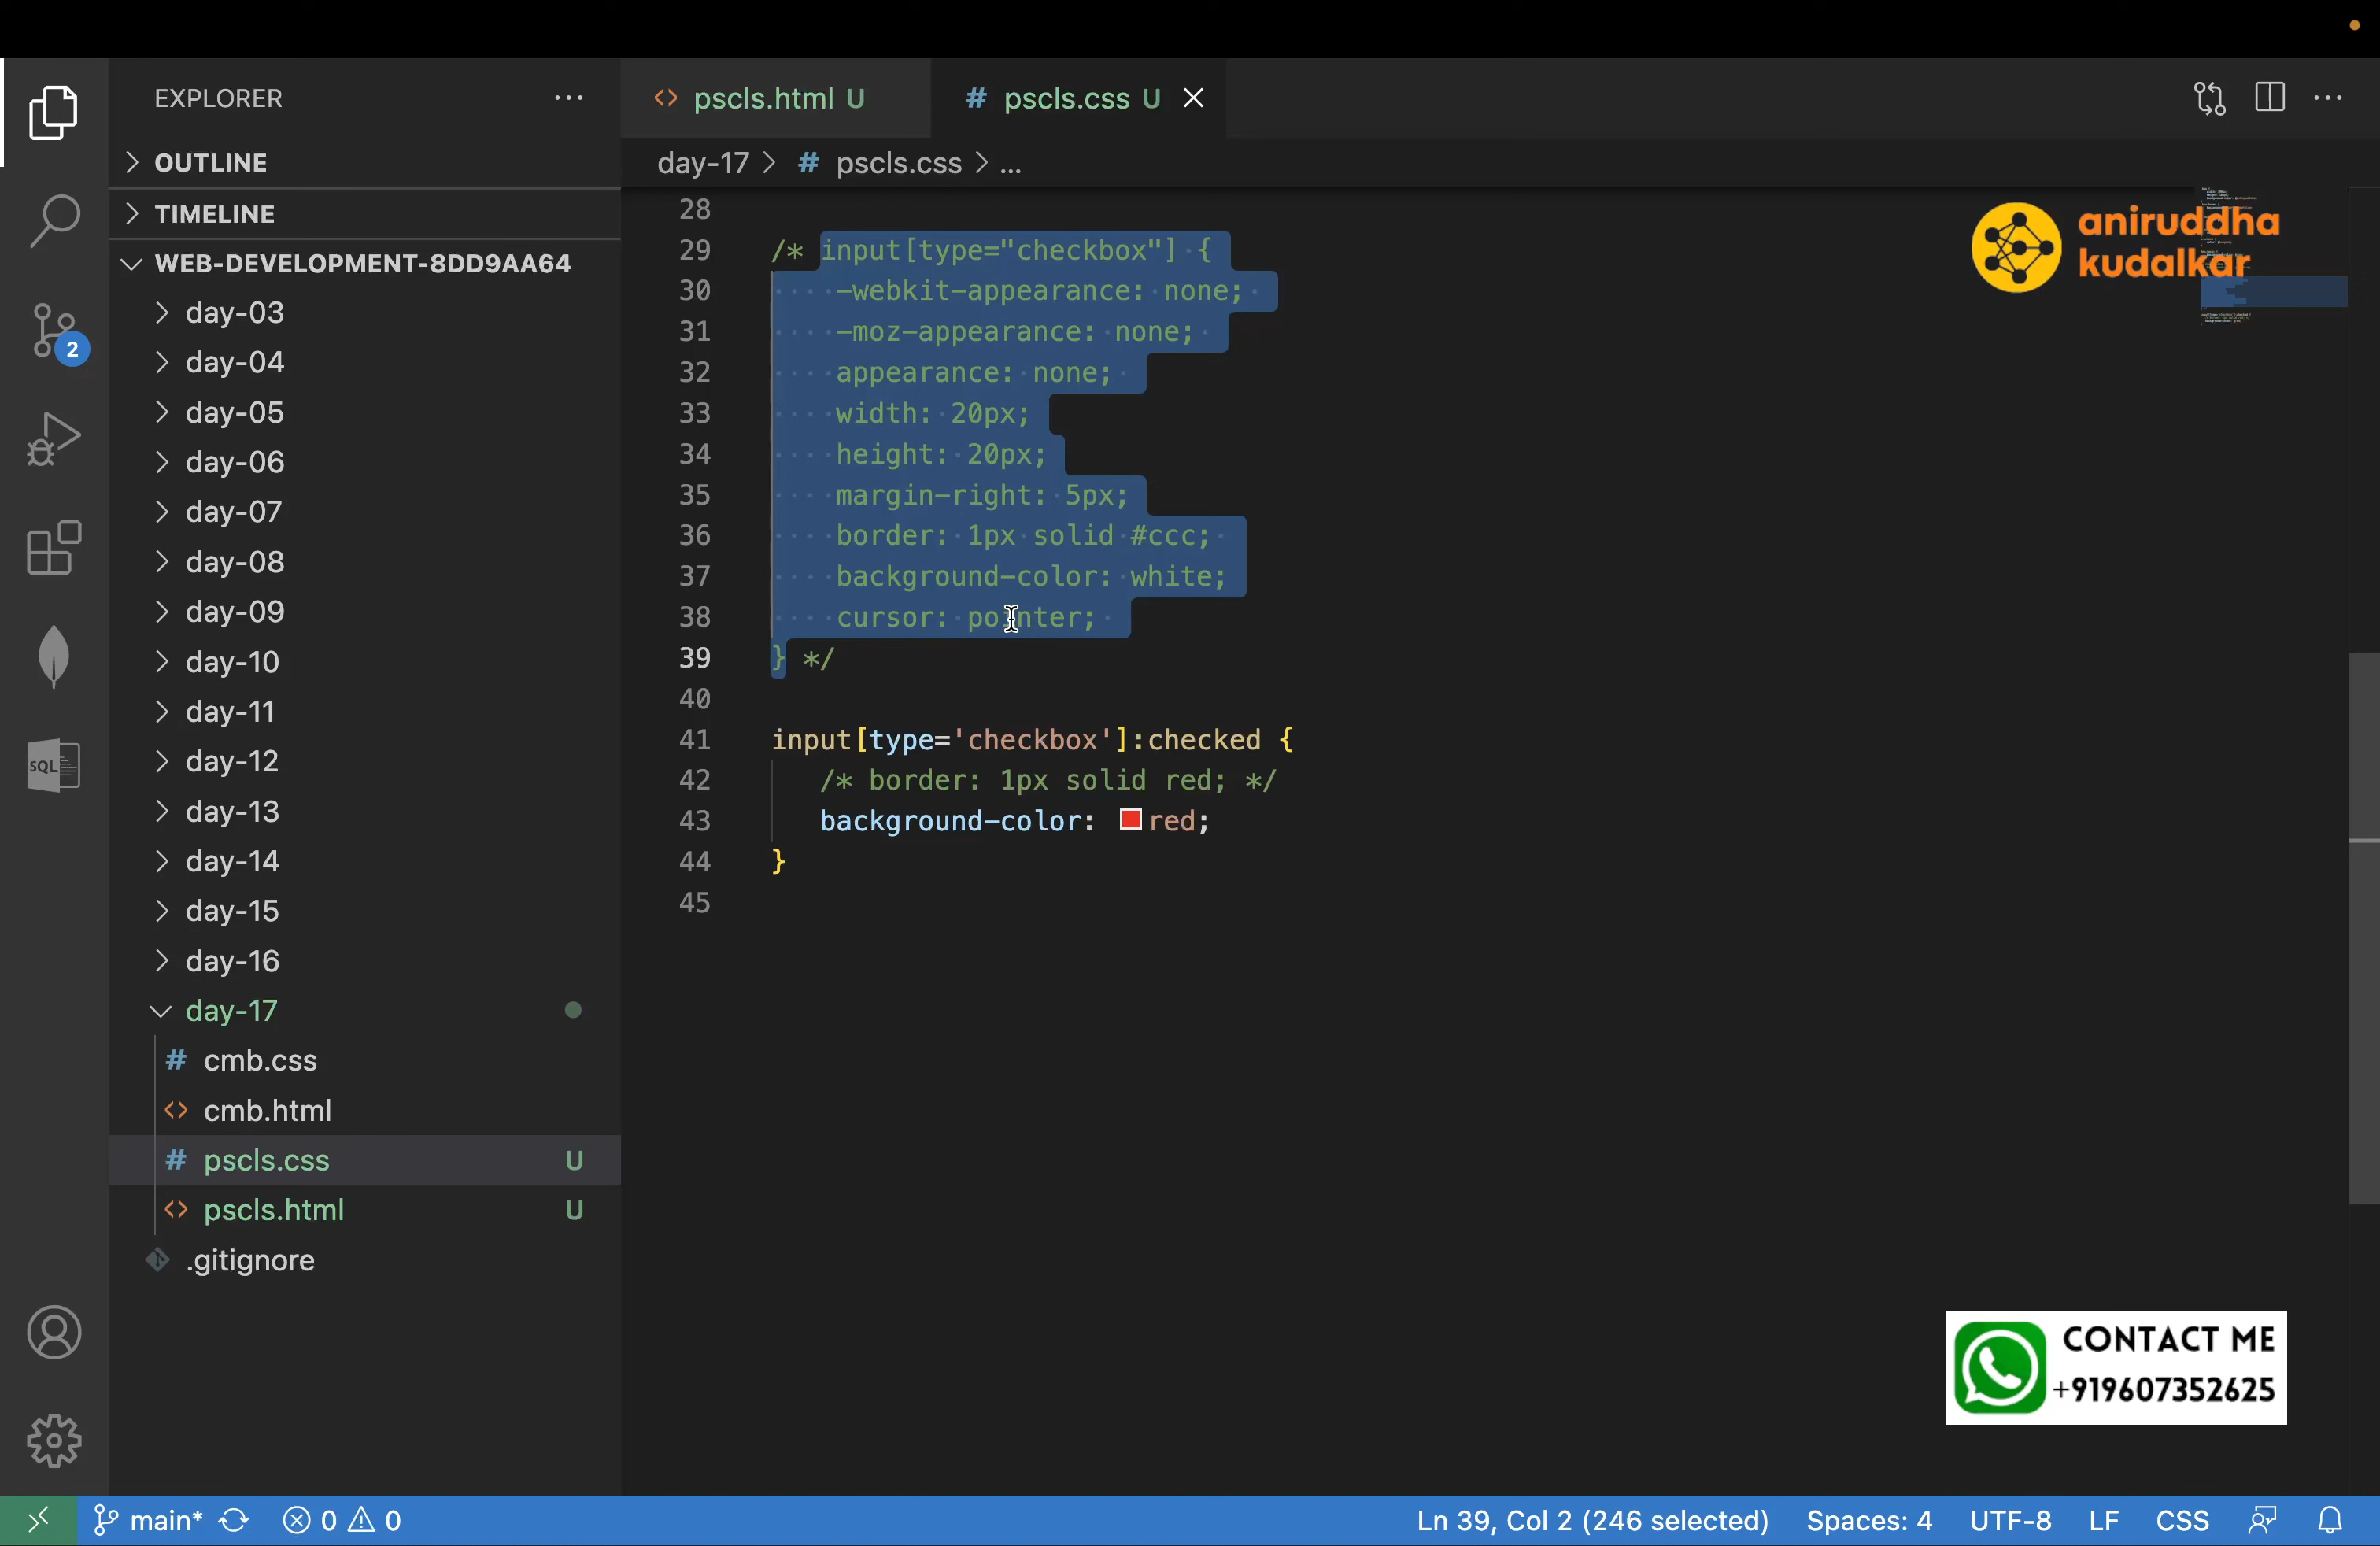 EXPLORER
OUTLINE
TIMELINE
WEB-DEVELOPMENT-8DD9AA64
day-03
day-04
day-05
day-06
day-07
day-08
day-09
day-10
day-11
day-12
day-13
day-14
day-15
day-16
day-17
# cmb.css
<> cmb.html
# pscls.css U
<> pscls.html U
.gitignore
2
SQL
<> pscls.html U
# pscls.css U
day-17 > # pscls.css > ...
28
29 /* input[type="checkbox"] {
30 -webkit-appearance: none;
31 -moz-appearance: none;
32 appearance: none;
33 width: 20px;
34 height: 20px;
35 margin-right: 5px;
36 border: 1px solid #ccc;
37 background-color: white;
38 cursor: pointer;
39 } */
40
41 input[type='checkbox']:checked {
42 /* border: 1px solid red; */
43 background-color: red;
44 }
45
aniruddha
kudalkar
CONTACT ME
+919607352625
main* 0 0 Ln 39, Col 2 (246 selected) Spaces: 4 UTF-8 LF CSS